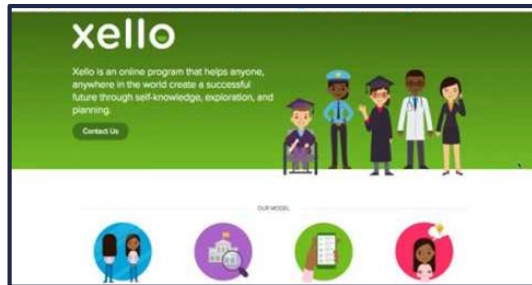 xello
Xello is an online program that helps anyone,
anywhere in the world create a successful
future through self-knowledge, exploration, and
planning.
Contact Us
OUR MODEL